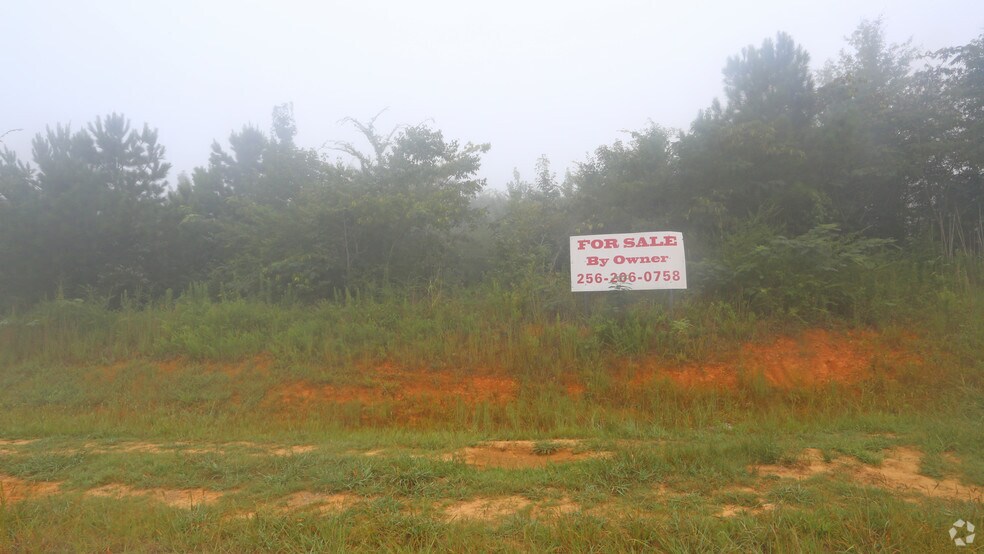 FOR SALE
By Owner
256-206-0758